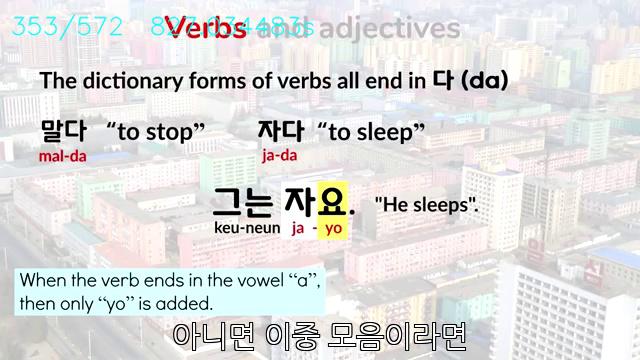 353/572 827.034483s
Verbs and adjectives
The dictionary forms of verbs all end in 다 (da)
말다 “to stop” 자다 “to sleep”
mal-da ja-da
그는 자요. "He sleeps".
keu-neun ja - yo
When the verb ends in the vowel “a”,
then only “yo” is added.
아니면 이중 모음이라면